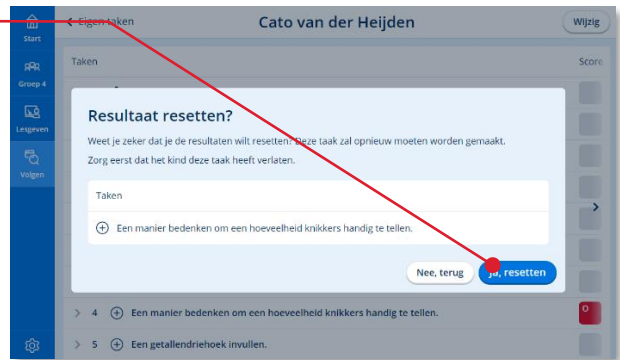 Start
Groep 4
Lesgeven
Volgen
Eigen taken
Cato van der Heijden
Wijzig
Taken
Score
Resultaat resetten?
Weet je zeker dat je de resultaten wilt resetten? Deze taak zal opnieuw moeten worden gemaakt.
Zorg eerst dat het kind deze taak heeft verlaten.
Taken
Een manier bedenken om een hoeveelheid knikkers handig te tellen.
Nee, terug
Ja, resetten
4 Een manier bedenken om een hoeveelheid knikkers handig te tellen.
O
5 Een getallendriehoek invullen.